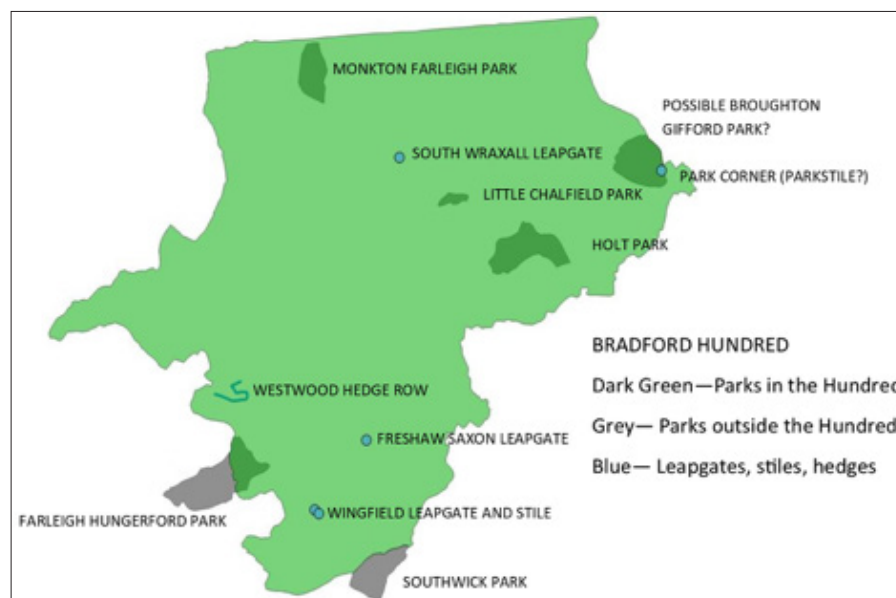 MONKTON FARLEIGH PARK
POSSIBLE BROUGHTON
GIFFORD PARK?
SOUTH WRAXALL LEAPGATE
PARK CORNER (PARKSTILE?)
LITTLE CHALFIELD PARK
HOLT PARK
BRADFORD HUNDRED
Dark Green—Parks in the Hundred
Grey— Parks outside the Hundred
Blue— Leapgates, stiles, hedges
WESTWOOD HEDGE ROW
FRESHAW SAXON LEAPGATE
FARLEIGH HUNGERFORD PARK
WINGFIELD LEAPGATE AND STILE
SOUTHWICK PARK